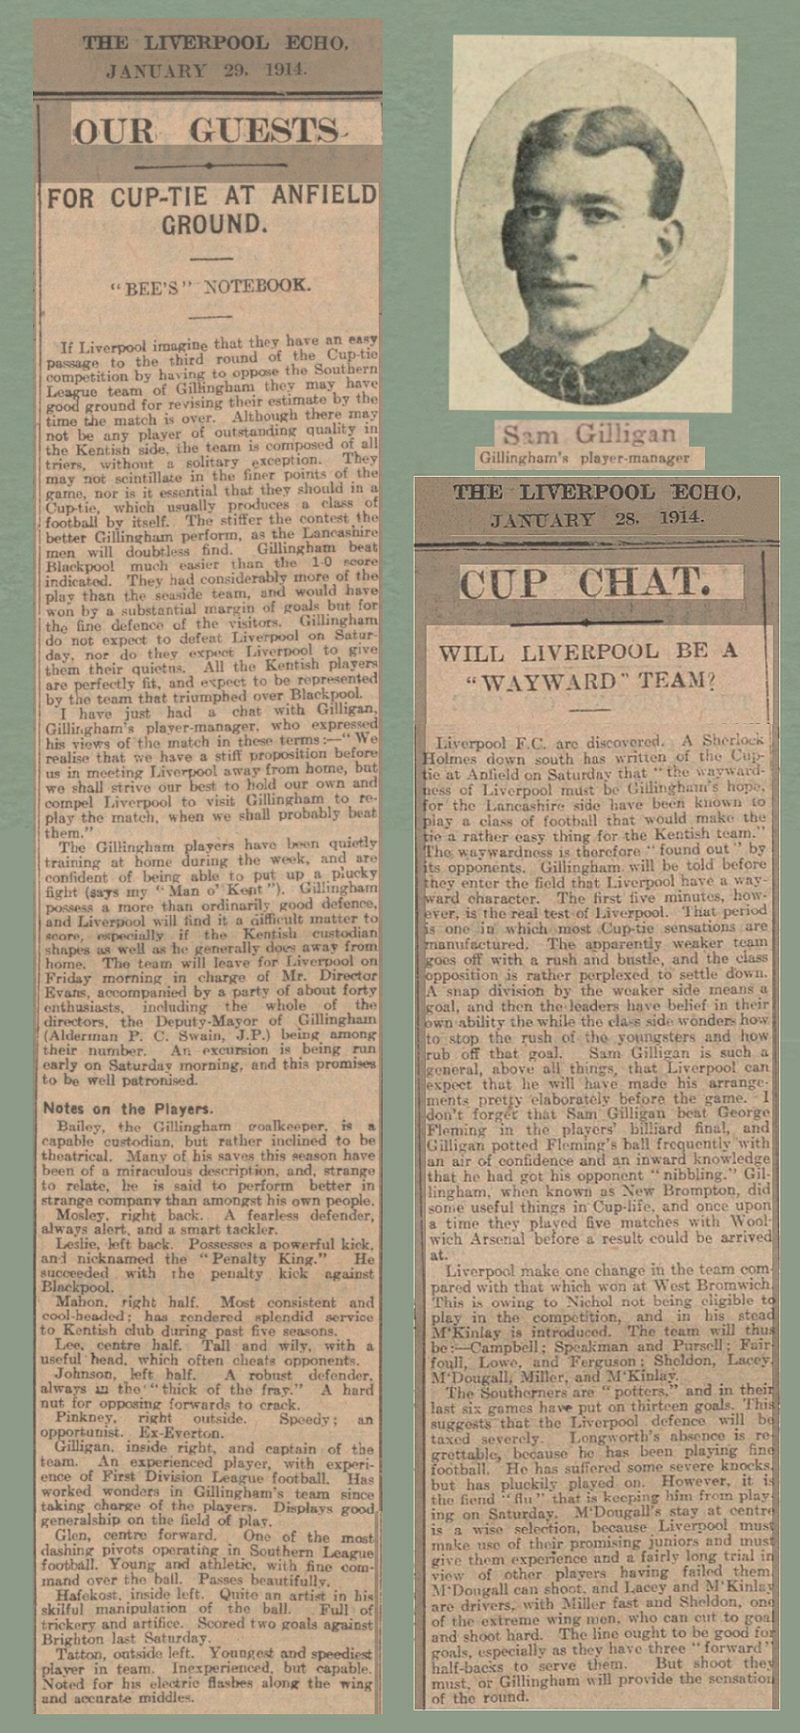 THE LIVERPOOL ECHO,
JANUARY 29, 1914.
OUR GUESTS
FOR CUP-TIE AT ANFIELD
GROUND.
"BEE'S" NOTEBOOK.
If Liverpool imagine that they have an easy
passage to the third round of the Cup-tie
competition by having to oppose the Southern
League team of Gillingham they may have
good ground for revising their estimate by the
time the match is over. Although there may
not be any player of outstanding quality in
the Kentish side, the team is composed of all
triers, without a solitary exception. They
may not scintillate in the finer points of the
game, nor is it essential that they should in a
Cup-tie, which usually produces a class of
football by itself. The stiffer the contest the
better Gillingham perform, as the Lancashire
men will doubtless find. Gillingham beat
Blackpool much easier than the 1-0 score
indicated. They had considerably more of the
play than the seaside team, and would have
won by a substantial margin of goals but for
the fine defence of the visitors. Gillingham
do not expect to defeat Liverpool on Satur-
day, nor do they expect Liverpool to give
them their quietus. All the Kentish players
are perfectly fit, and expect to be represented
by the team that triumphed over Blackpool.
I have just had a chat with Gilligan,
Gillingham's player-manager, who expressed
his views of the match in these terms:—"We
realise that we have a stiff proposition before
us in meeting Liverpool away from home, but
we shall strive our best to hold our own and
compel Liverpool to visit Gillingham to re-
play the match, when we shall probably beat
them."
The Gillingham players have been quietly
training at home during the week, and are
confident of being able to put up a plucky
fight (says my "Man o' Kent"). Gillingham
possess a more than ordinarily good defence,
and Liverpool will find it a difficult matter to
score, especially if the Kentish custodian
shapes as well as he generally does away from
home. The team will leave for Liverpool on
Friday morning in charge of Mr. Director
Evans, accompanied by a party of about forty
enthusiasts, including the whole of the
directors, the Deputy-Mayor of Gillingham
(Alderman P. C. Swain, J.P.) being among
their number. An excursion is being run
early on Saturday morning, and this promises
to be well patronised.
Notes on the Players.
Bailey, the Gillingham goalkeeper, is a
capable custodian, but rather inclined to be
theatrical. Many of his saves this season have
been of a miraculous description, and, strange
to relate, he is said to perform better in
strange company than amongst his own people.
Mosley, right back. A fearless defender,
always alert, and a smart tackler.
Leslie, left back. Possesses a powerful kick,
and nicknamed the "Penalty King." He
succeeded with the penalty kick against
Blackpool.
Mahon, right half. Most consistent and
cool-headed; has rendered splendid service
to Kentish club during past five seasons.
Lee, centre half. Tall and wily, with a
useful head, which often cheats opponents.
Johnson, left half. A robust defender,
always in the "thick of the fray." A hard
nut for opposing forwards to crack.
Pinkney, right outside. Speedy; an
opportunist. Ex-Everton.
Gilligan, inside right, and captain of the
team. An experienced player, with experi-
ence of First Division League football. Has
worked wonders in Gillingham's team since
taking charge of the players. Displays good
generalship on the field of play.
Glen, centre forward. One of the most
dashing pivots operating in Southern League
football. Young and athletic, with fine com-
mand over the ball. Passes beautifully.
Hafekost, inside left. Quite an artist in his
skilful manipulation of the ball. Full of
trickery and artifice. Scored two goals against
Brighton last Saturday.
Tatton, outside left. Youngest and speediest
player in team. Inexperienced, but capable.
Noted for his electric flashes along the wing
and accurate middles.
Sam Gilligan
Gillingham's player-manager
THE LIVERPOOL ECHO,
JANUARY 28, 1914.
CUP CHAT.
WILL LIVERPOOL BE A
"WAYWARD" TEAM?
Liverpool F.C. are discovered. A Sherlock
Holmes down south has written of the Cup-
tie at Anfield on Saturday that "the wayward-
ness of Liverpool must be Gillingham's hope,
for the Lancashire side have been known to
play a class of football that would make the
tie a rather easy thing for the Kentish team."
The waywardness is therefore "found out" by
its opponents. Gillingham will be told before
they enter the field that Liverpool have a way-
ward character. The first five minutes, how-
ever, is the real test of Liverpool. That period
is one in which most Cup-tie sensations are
manufactured. The apparently weaker team
goes off with a rush and bustle, and the class
opposition is rather perplexed to settle down.
A snap division by the weaker side means a
goal, and then the leaders have belief in their
own ability the while the class side wonders how
to stop the rush of the youngsters and how
rub off that goal. Sam Gilligan is such a
general, above all things, that Liverpool can
expect that he will have made his arrange-
ments pretty elaborately before the game. I
don't forget that Sam Gilligan beat George
Fleming in the players' billiard final, and
Gilligan potted Fleming's ball frequently with
an air of confidence and an inward knowledge
that he had got his opponent "nibbling." Gil-
lingham, when known as New Brompton, did
some useful things in Cup-life, and once upon
a time they played five matches with Wool-
wich Arsenal before a result could be arrived
at.
Liverpool make one change in the team com-
pared with that which won at West Bromwich.
This is owing to Nichol not being eligible to
play in the competition, and in his stead
M'Kinlay is introduced. The team will thus
be:—Campbell; Speakman and Pursell; Fair-
foull, Lowe, and Ferguson; Sheldon, Lacey,
M'Dougall, Miller, and M'Kinlay.
The Southerners are "potters," and in their
last six games have put on thirteen goals. This
suggests that the Liverpool defence will be
taxed severely. Longworth's absence is re-
grettable, because he has been playing fine
football. He has suffered some severe knocks,
but has pluckily played on. However, it is
the fiend "flu" that is keeping him from play-
ing on Saturday. M'Dougall's stay at centre
is a wise selection, because Liverpool must
make use of their promising juniors and must
give them experience and a fairly long trial in
view of other players having failed them.
M'Dougall can shoot, and Lacey and M'Kinlay
are drivers, with Miller fast and Sheldon, one
of the extreme wing men, who can cut to goal
and shoot hard. The line ought to be good for
goals, especially as they have three "forward"
half-backs to serve them. But shoot they
must, or Gillingham will provide the sensation
of the round.